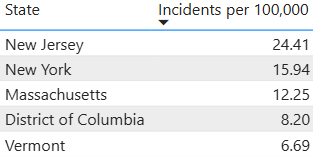 State Incidents per 100,000
New Jersey 24.41
New York 15.94
Massachusetts 12.25
District of Columbia 8.20
Vermont 6.69